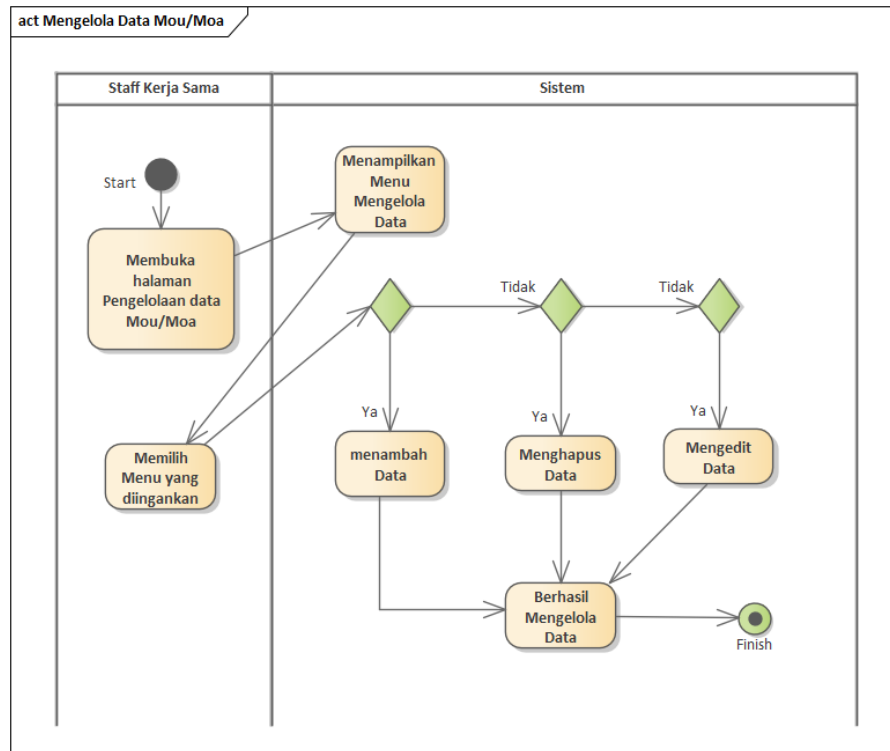 act Mengelola Data Mou/Moa
Staff Kerja Sama
Sistem
Start
Membuka
halaman
Pengelolaan data
Mou/Moa
Menampilkan
Menu
Mengelola
Data
Memilih
Menu yang
diingankan
Tidak
Tidak
Ya
Ya
Ya
menambah
Data
Menghapus
Data
Mengedit
Data
Berhasil
Mengelola
Data
Finish